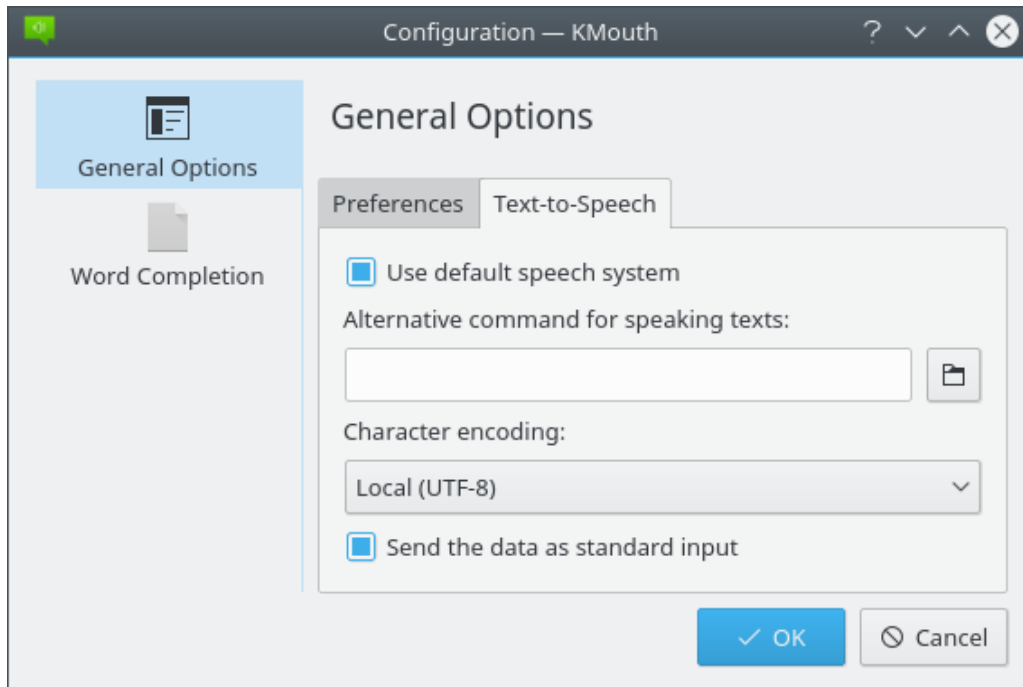 Configuration — KMouth
General Options
Word Completion
General Options
Preferences
Text-to-Speech
Use default speech system
Alternative command for speaking texts:
Character encoding:
Local (UTF-8)
Send the data as standard input
OK
Cancel